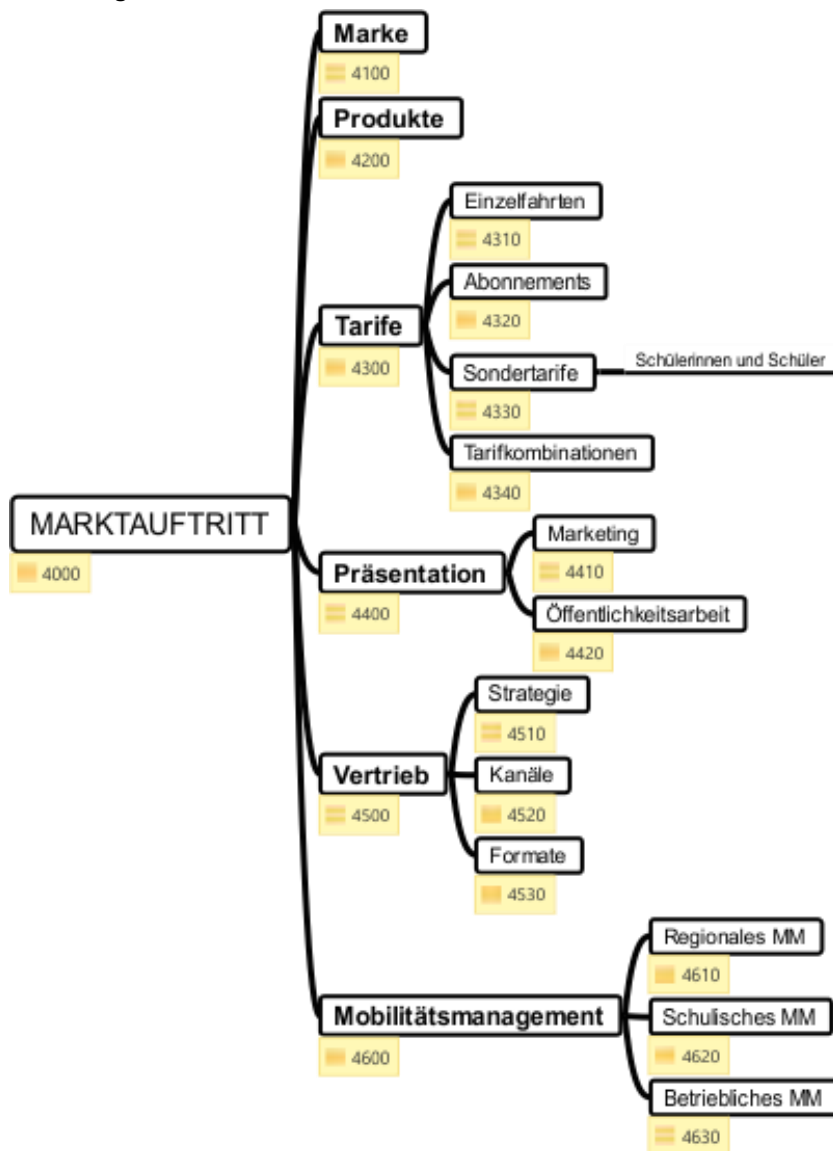 Marke
4100
Produkte
4200
Einzelfahrten
4310
Abonnements
4320
Tarife
4300
Sondertarife
Schülerinnen und Schüler
4330
Tarifkombinationen
4340
MARKTAUFTRITT
4000
Marketing
4410
Präsentation
4400
Öffentlichkeitsarbeit
4420
Strategie
4510
Vertrieb
4500
Kanäle
4520
Formate
4530
Regionales MM
4610
Mobilitätsmanagement
4600
Schulisches MM
4620
Betriebliches MM
4630